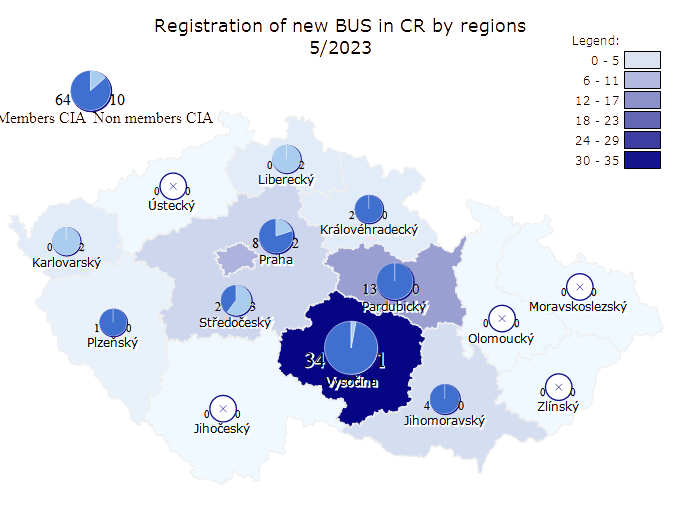 Registration of new BUS in CR by regions
5/2023
Legend:
0 - 5
6 - 11
12 - 17
18 - 23
24 - 29
30 - 35
64 10
Members CIA Non members CIA
0 2
Liberecký
0 0
Ústecký
2 0
Královéhradecký
0 2
Karlovarský
8 2
Praha
13 0
Pardubický
0 0
Moravskoslezský
2 3
Středočeský
1 0
Plzeňský
0 0
Olomoucký
34 1
Vysočina
0 0
Zlínský
4 0
Jihomoravský
0 0
Jihočeský